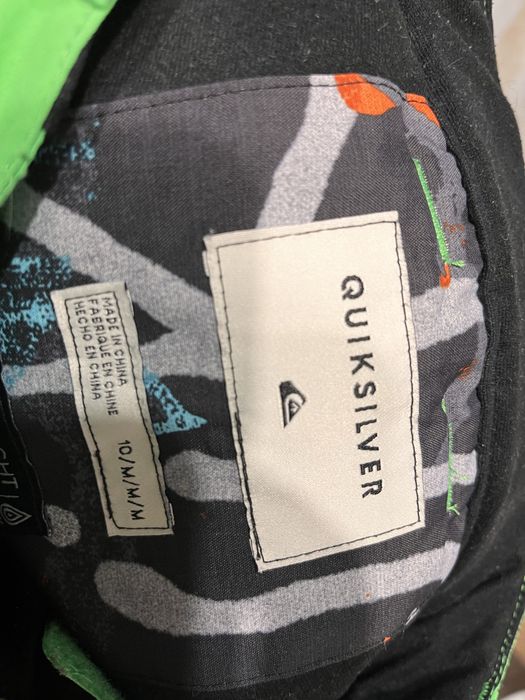 QUIKSILVER
MADE IN CHINA
FABRIQUE EN CHINE
HECHO EN CHINA
10/M/M/M